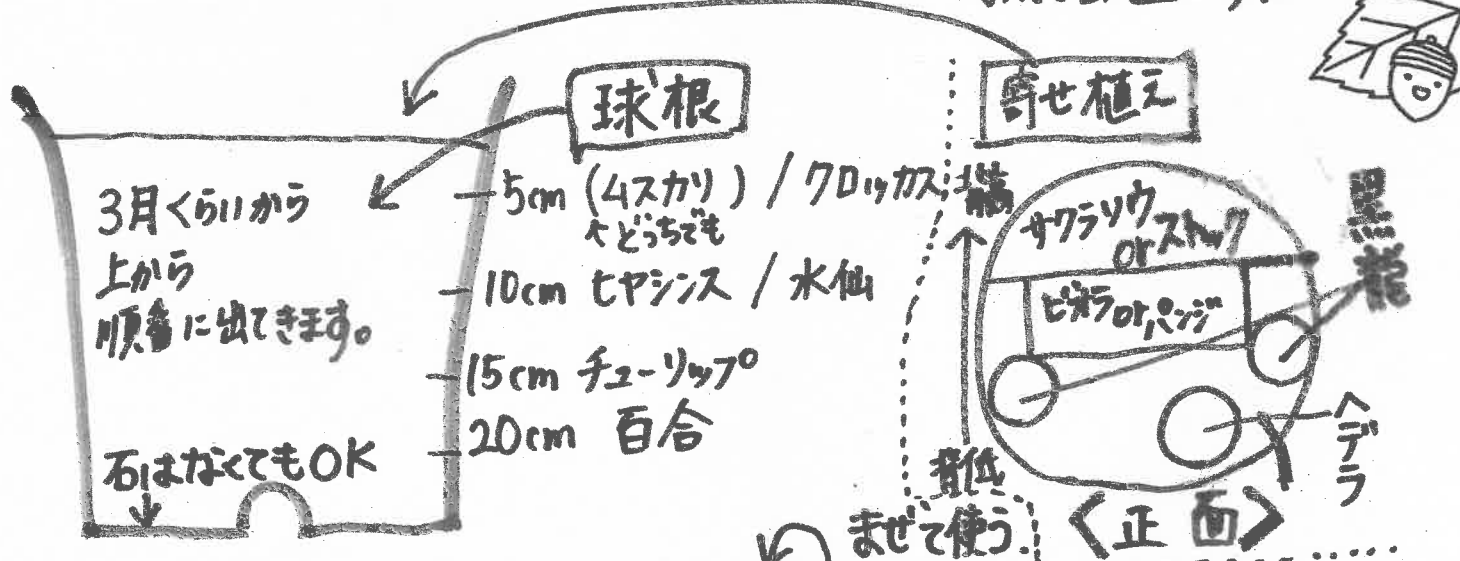 球根
寄せ植え
3月くらいから
上から
順番に出てきます。
石はなくてもOK
5cm (ムスカリ) / クロッカス
↑どっちでも
10cm ヒヤシンス / 水仙
15cm チューリップ
20cm 百合
背高
背低
サクラソウ
orストック
ビオラorパンジー
黒龍
ヘデラ
<正面>
まぜて使う